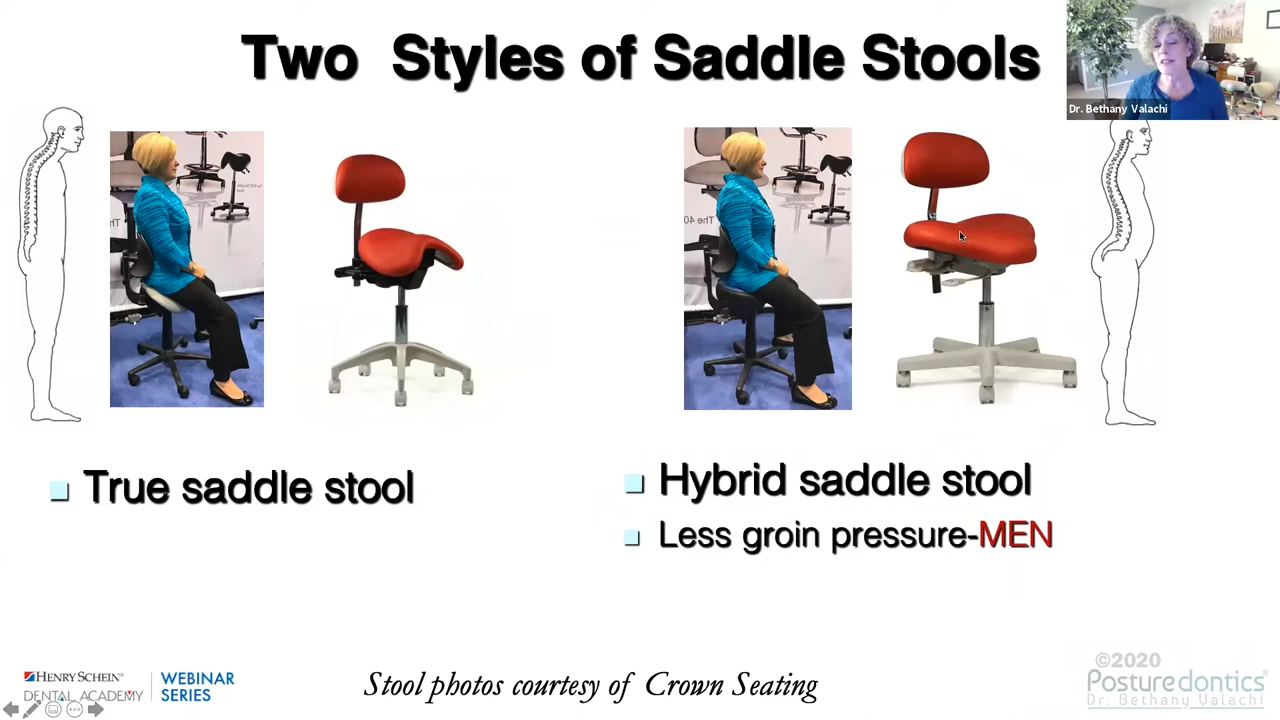 Two Styles of Saddle Stools
Dr. Bethany Valachi
True saddle stool
Hybrid saddle stool
Less groin pressure-MEN
HENRY SCHEIN®
DENTAL ACADEMY
WEBINAR
SERIES
Stool photos courtesy of Crown Seating
©2020
Posturedontics®
Dr. Bethany Valachi